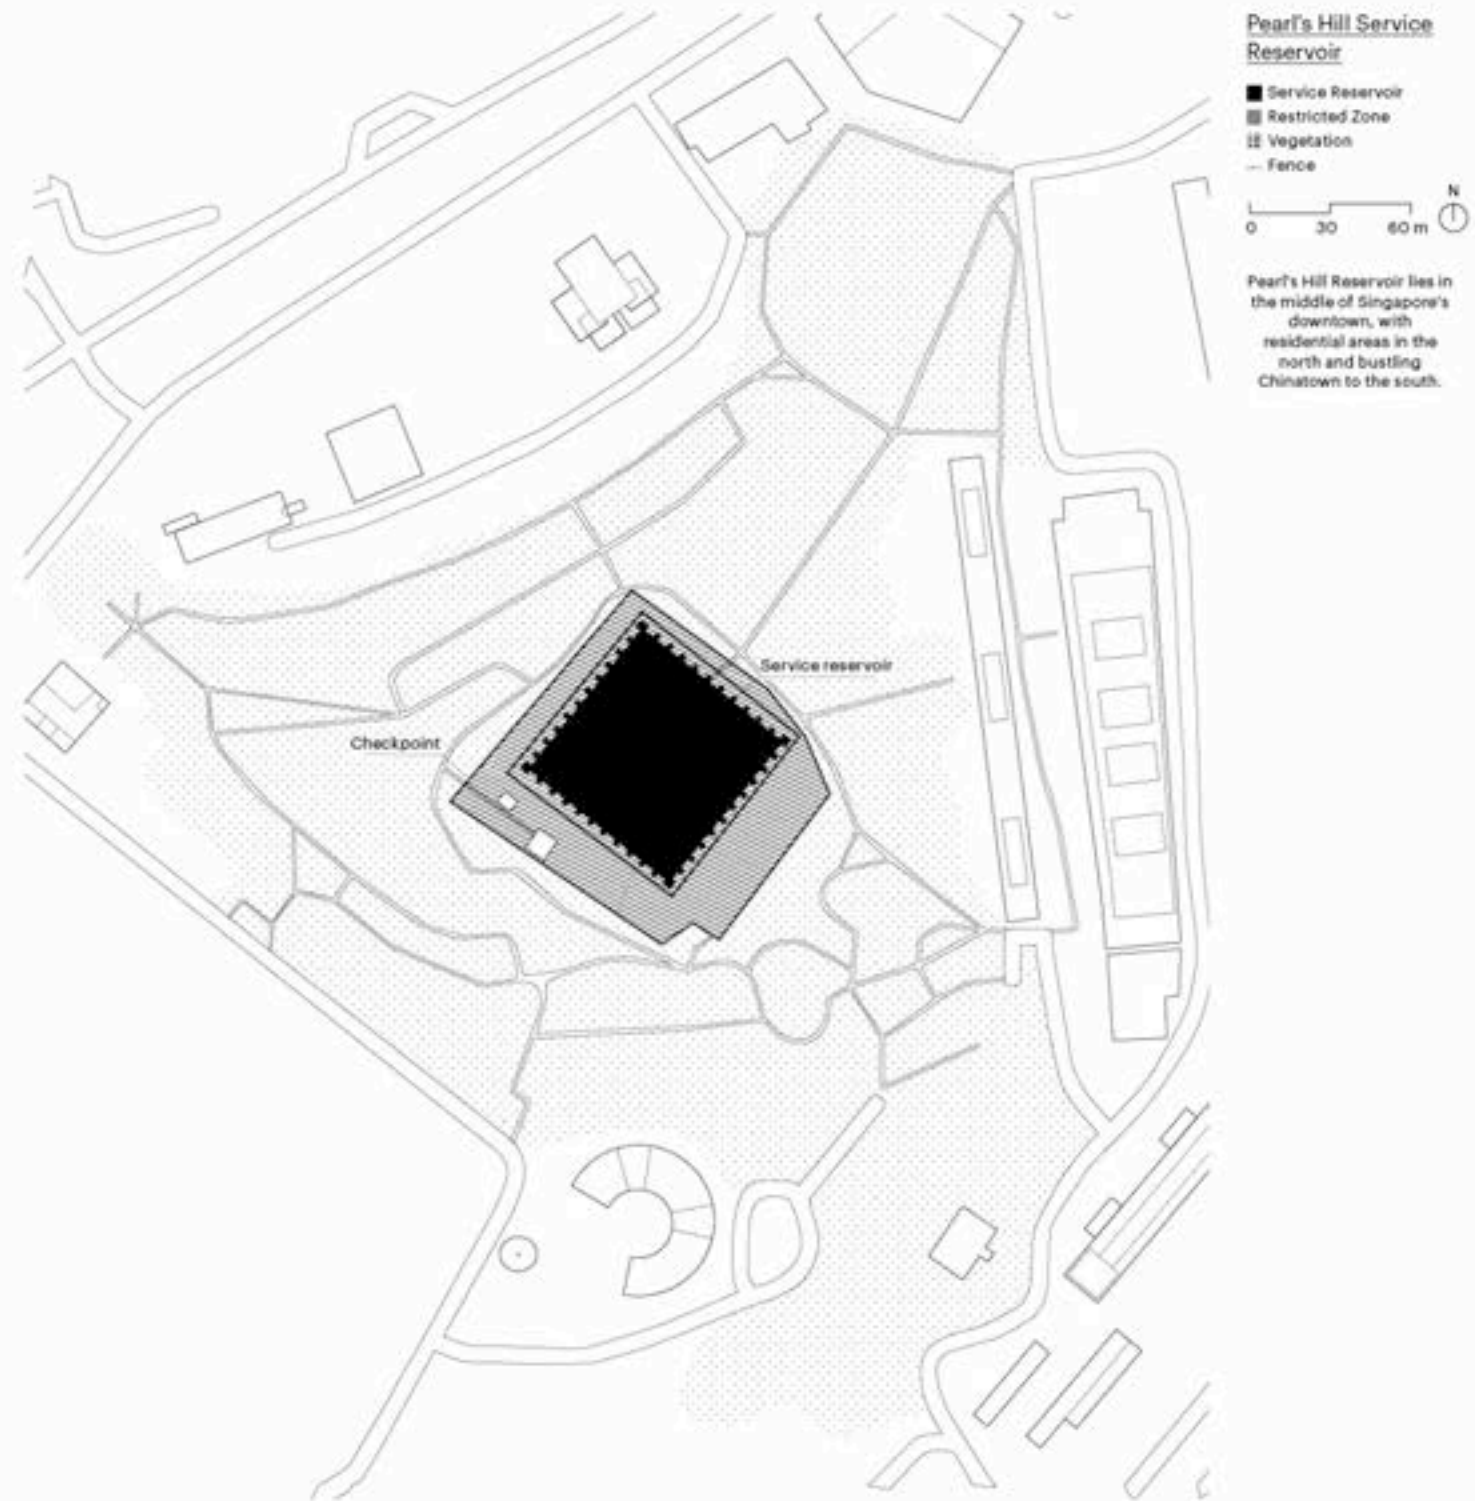 Pearl's Hill Service
Reservoir
Service Reservoir
Restricted Zone
Vegetation
Fence
N
0 30 60 m
Pearl's Hill Reservoir lies in
the middle of Singapore's
downtown, with
residential areas in the
north and bustling
Chinatown to the south.
Service reservoir
Checkpoint